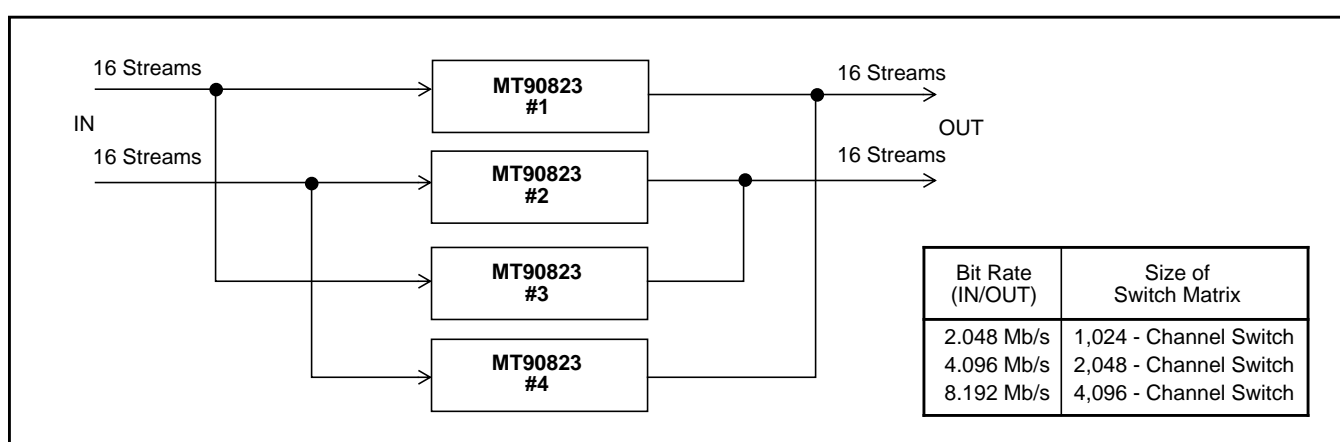 16 Streams
MT90823
#1
16 Streams
IN
OUT
16 Streams
MT90823
#2
16 Streams
MT90823
#3
MT90823
#4
Bit Rate
(IN/OUT)
Size of
Switch Matrix
2.048 Mb/s
1,024 - Channel Switch
4.096 Mb/s
2,048 - Channel Switch
8.192 Mb/s
4,096 - Channel Switch